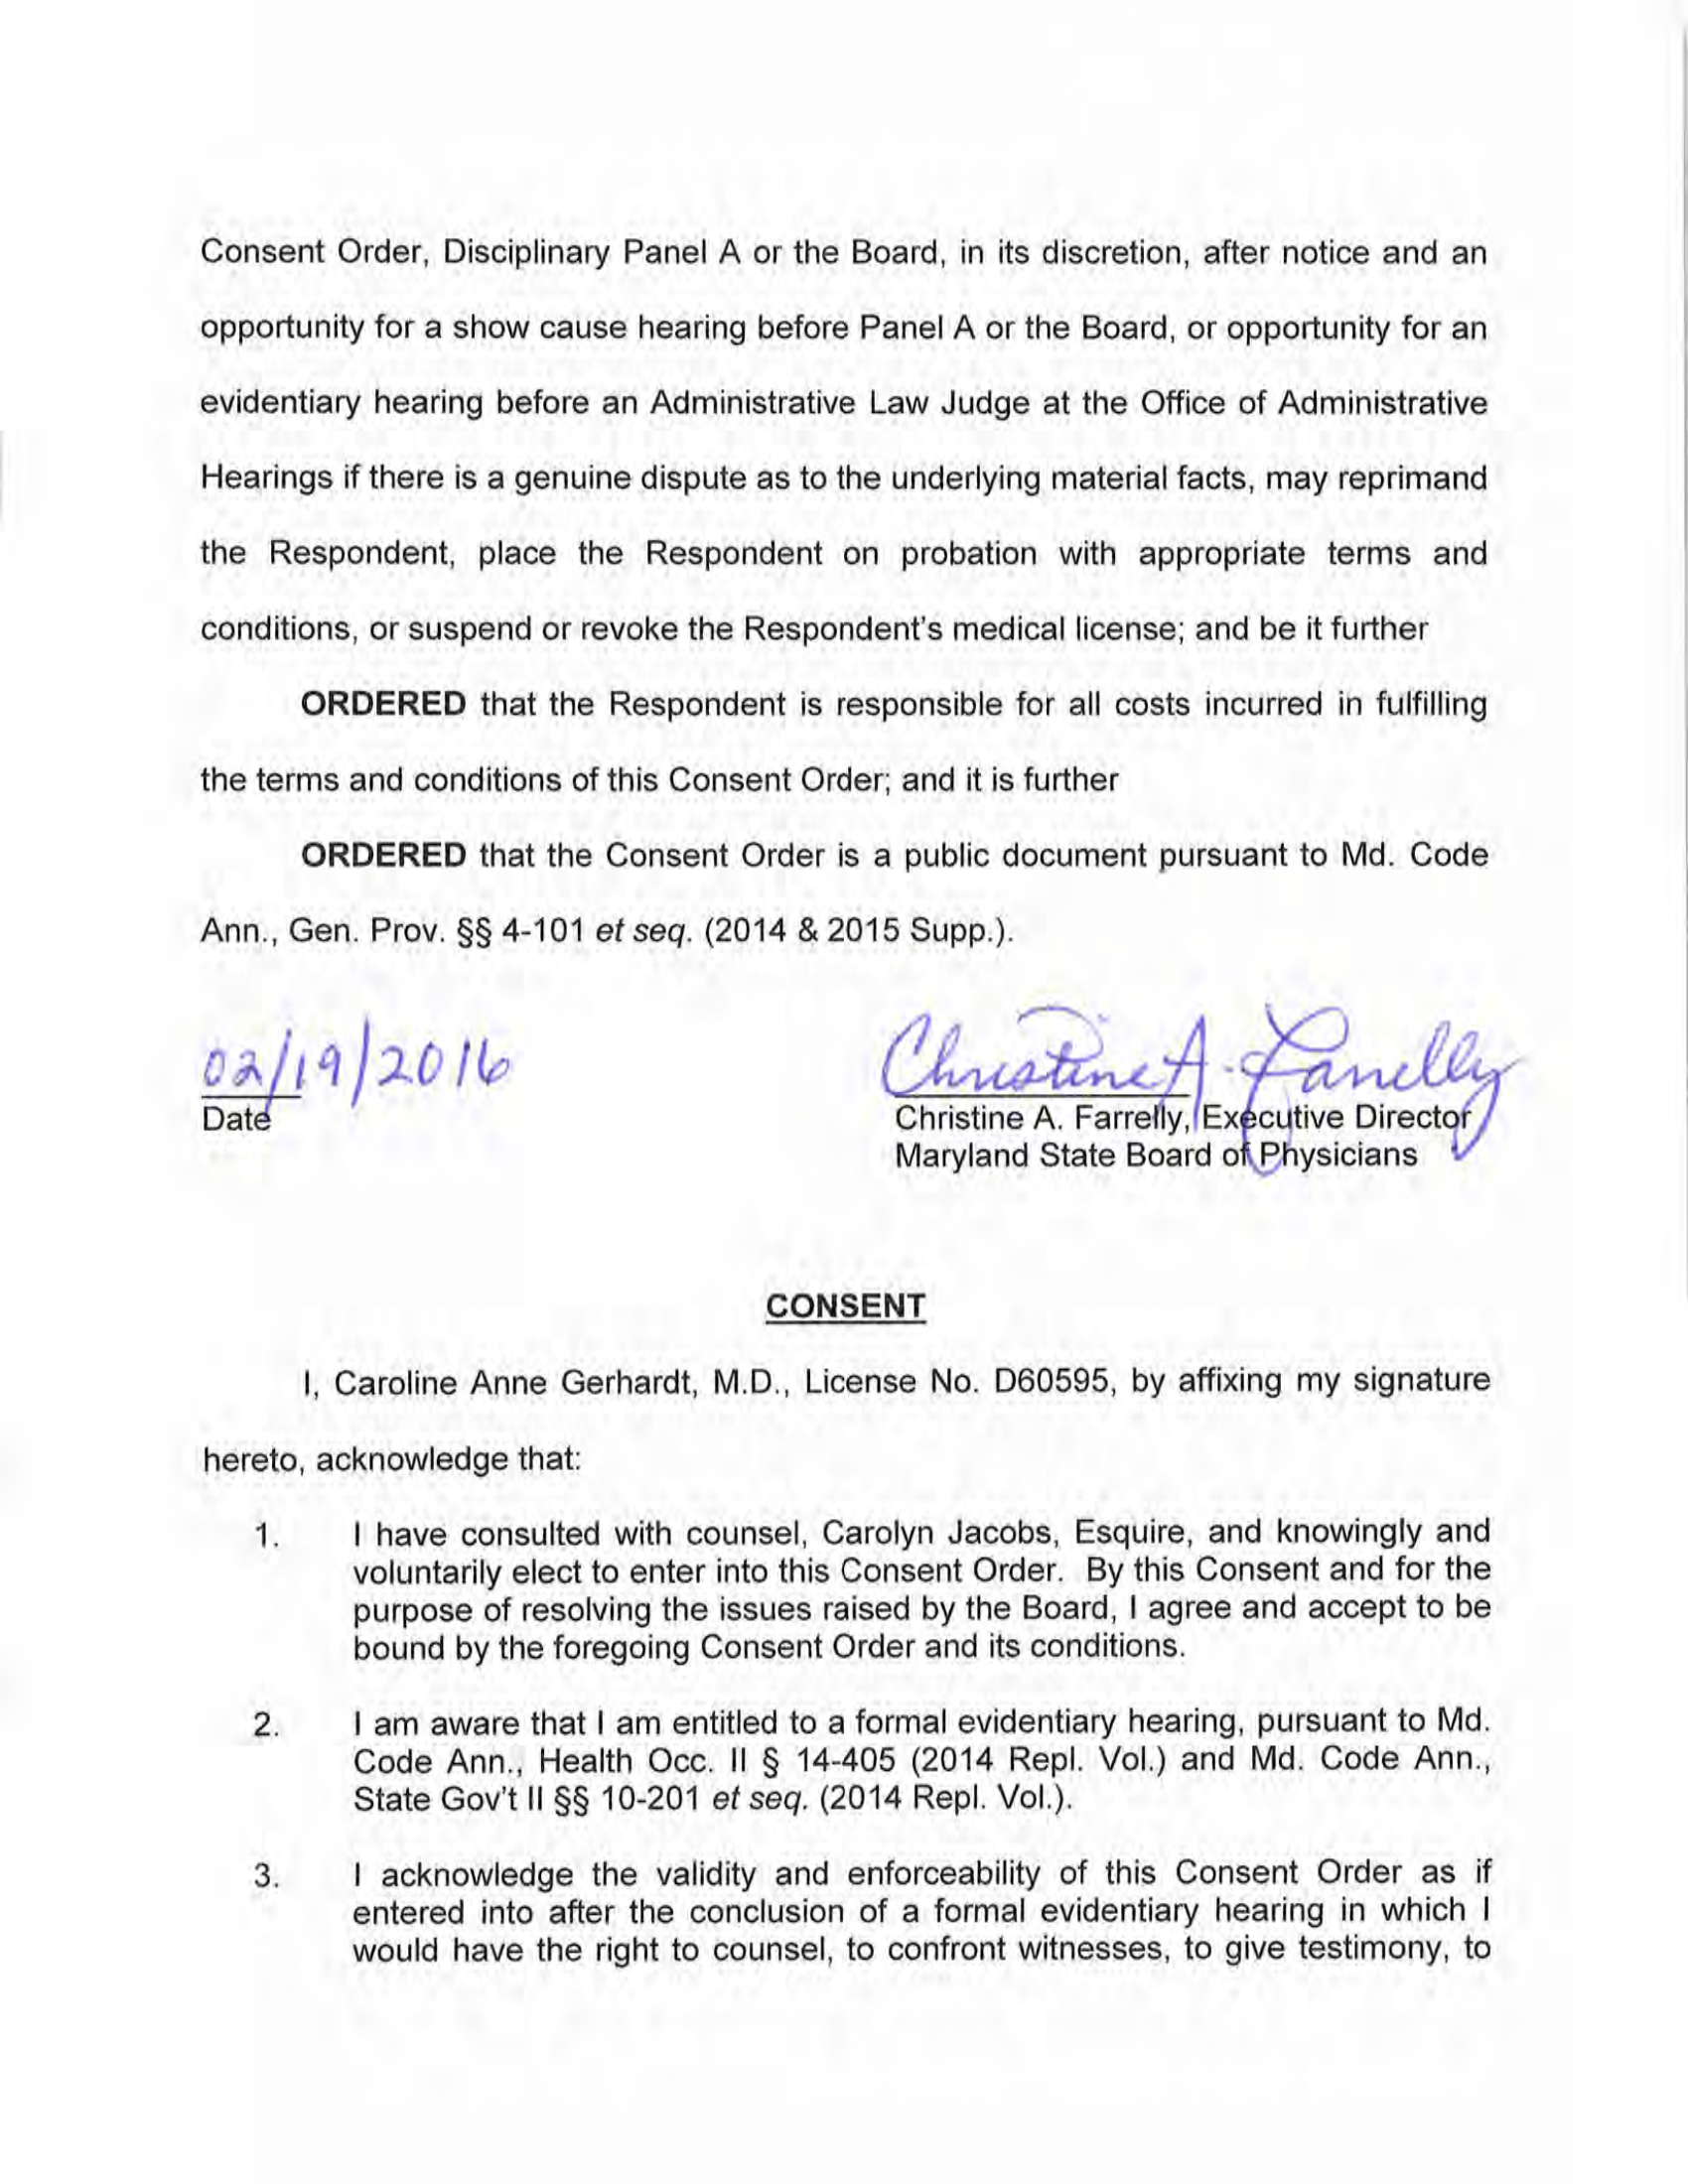 Consent Order, Disciplinary Panel A or the Board, in its discretion, after notice and an
opportunity for a show cause hearing before Panel A or the Board, or opportunity for an
evidentiary hearing before an Administrative Law Judge at the Office of Administrative
Hearings if there is a genuine dispute as to the underlying material facts, may reprimand
the Respondent, place the Respondent on probation with appropriate terms and
conditions, or suspend or revoke the Respondent's medical license; and be it further
ORDERED that the Respondent is responsible for all costs incurred in fulfilling
the terms and conditions of this Consent Order; and it is further
ORDERED that the Consent Order is a public document pursuant to Md. Code
Ann., Gen. Prov. §§ 4-101 et seq. (2014 & 2015 Supp.).
02/19/2016
Christine A. Farrelly
Date
Christine A. Farrelly, Executive Director
Maryland State Board of Physicians
CONSENT
I, Caroline Anne Gerhardt, M.D., License No. D60595, by affixing my signature
hereto, acknowledge that:
1. I have consulted with counsel, Carolyn Jacobs, Esquire, and knowingly and
voluntarily elect to enter into this Consent Order. By this Consent and for the
purpose of resolving the issues raised by the Board, I agree and accept to be
bound by the foregoing Consent Order and its conditions.
2. I am aware that I am entitled to a formal evidentiary hearing, pursuant to Md.
Code Ann., Health Occ. II § 14-405 (2014 Repl. Vol.) and Md. Code Ann.,
State Gov't II §§ 10-201 et seq. (2014 Repl. Vol.).
3. I acknowledge the validity and enforceability of this Consent Order as if
entered into after the conclusion of a formal evidentiary hearing in which I
would have the right to counsel, to confront witnesses, to give testimony, to